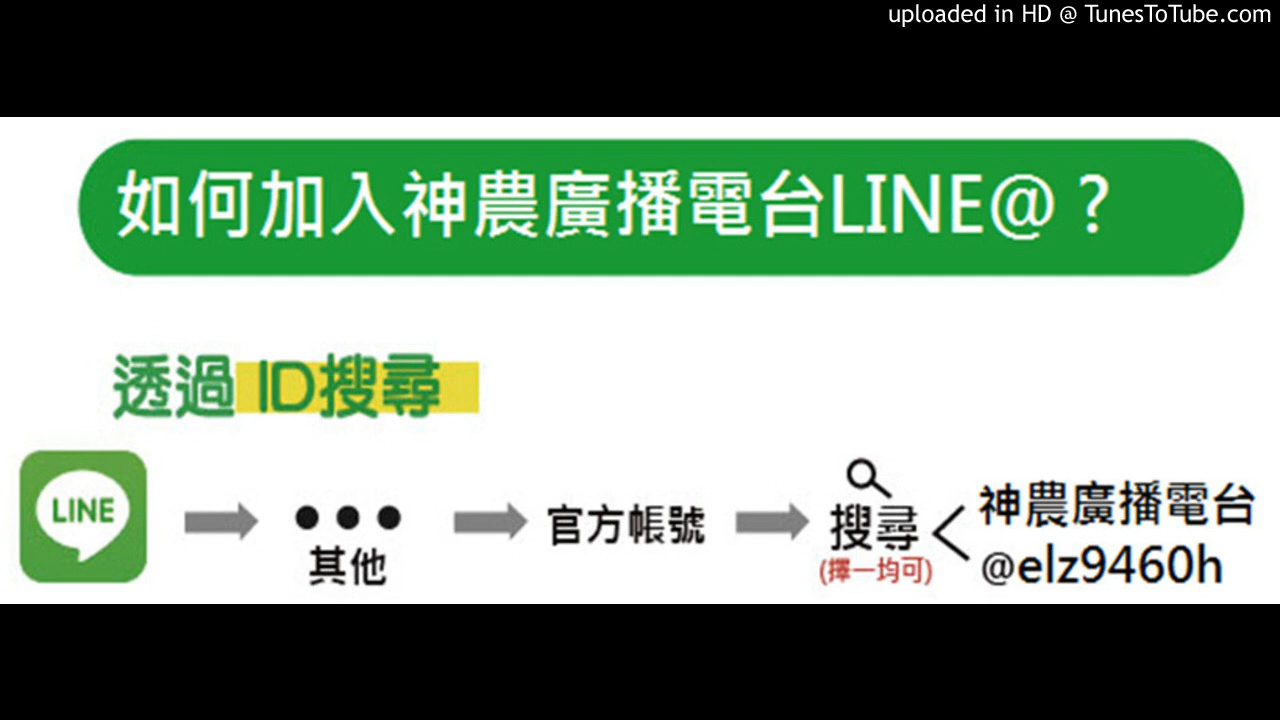 uploaded in HD @ TunesToTube.com
如何加入神農廣播電台LINE@？
透過 ID搜尋
LINE
其他
官方帳號
搜尋
(擇一均可)
神農廣播電台
@elz9460h